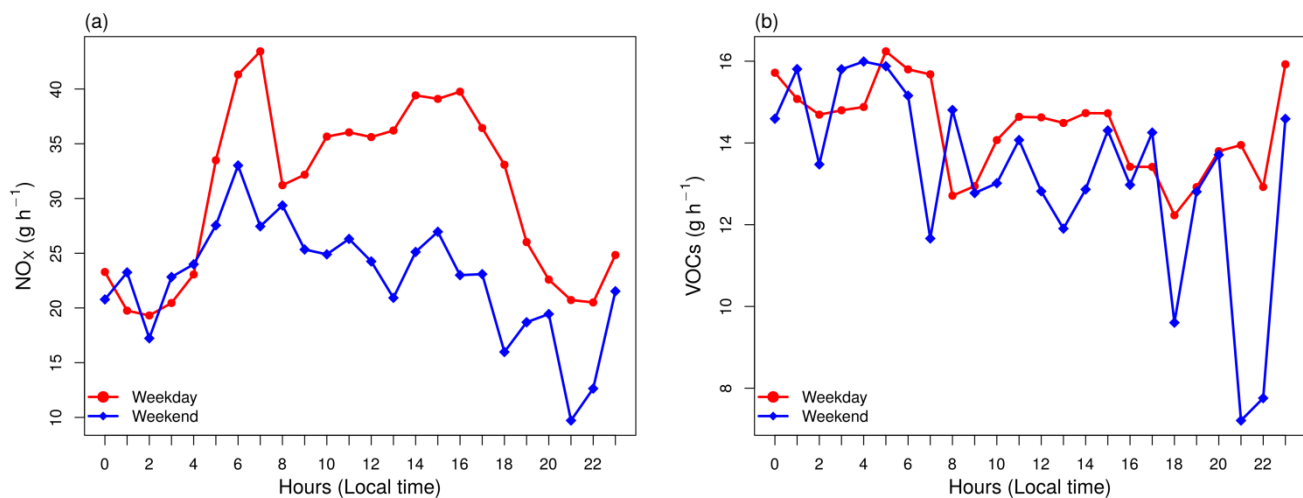 (a)
NOX (g h−1)
40
35
30
25
20
15
10
Weekday
Weekend
0 2 4 6 8 10 12 14 16 18 20 22
Hours (Local time)
(b)
VOCs (g h−1)
16
14
12
10
8
Weekday
Weekend
0 2 4 6 8 10 12 14 16 18 20 22
Hours (Local time)